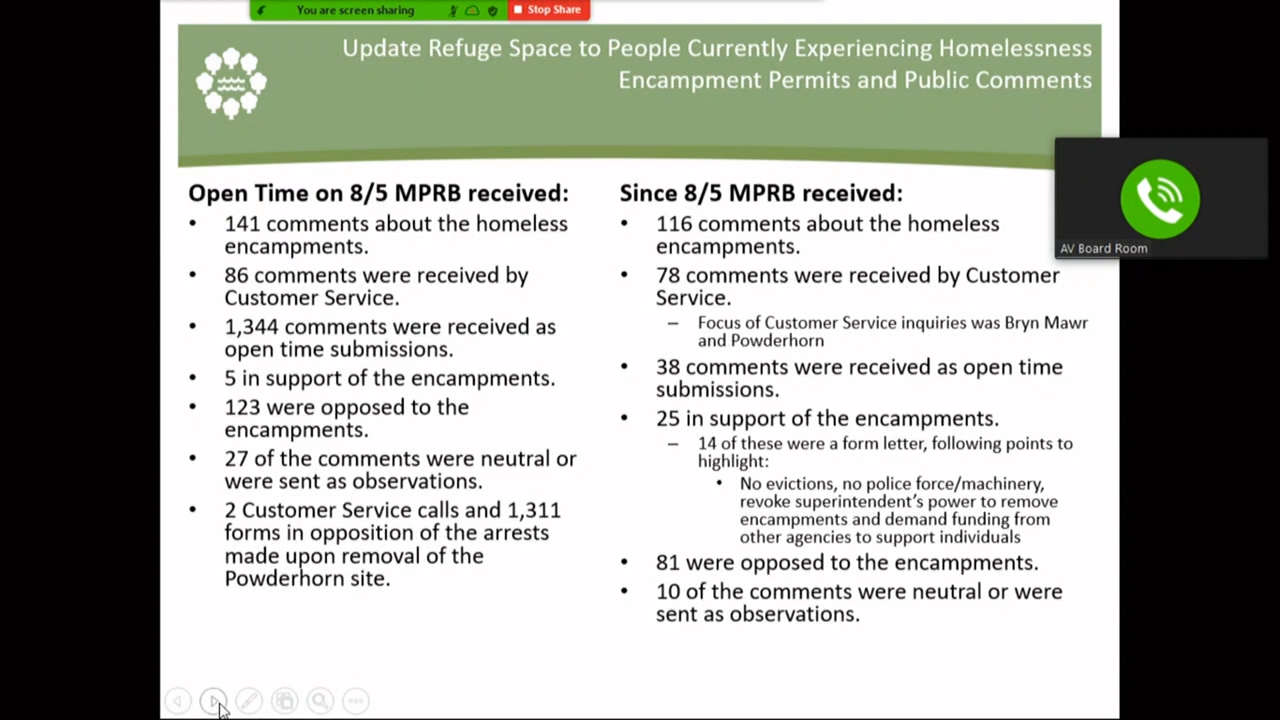 You are screen sharing
Stop Share
Update Refuge Space to People Currently Experiencing Homelessness
Encampment Permits and Public Comments
Open Time on 8/5 MPRB received:
• 141 comments about the homeless
encampments.
• 86 comments were received by
Customer Service.
• 1,344 comments were received as
open time submissions.
• 5 in support of the encampments.
• 123 were opposed to the
encampments.
• 27 of the comments were neutral or
were sent as observations.
• 2 Customer Service calls and 1,311
forms in opposition of the arrests
made upon removal of the
Powderhorn site.
Since 8/5 MPRB received:
• 116 comments about the homeless
encampments.
• 78 comments were received by Customer
Service.
– Focus of Customer Service inquiries was Bryn Mawr
and Powderhorn
• 38 comments were received as open time
submissions.
• 25 in support of the encampments.
– 14 of these were a form letter, following points to
highlight:
• No evictions, no police force/machinery,
revoke superintendent's power to remove
encampments and demand funding from
other agencies to support individuals
• 81 were opposed to the encampments.
• 10 of the comments were neutral or were
sent as observations.
AV Board Room